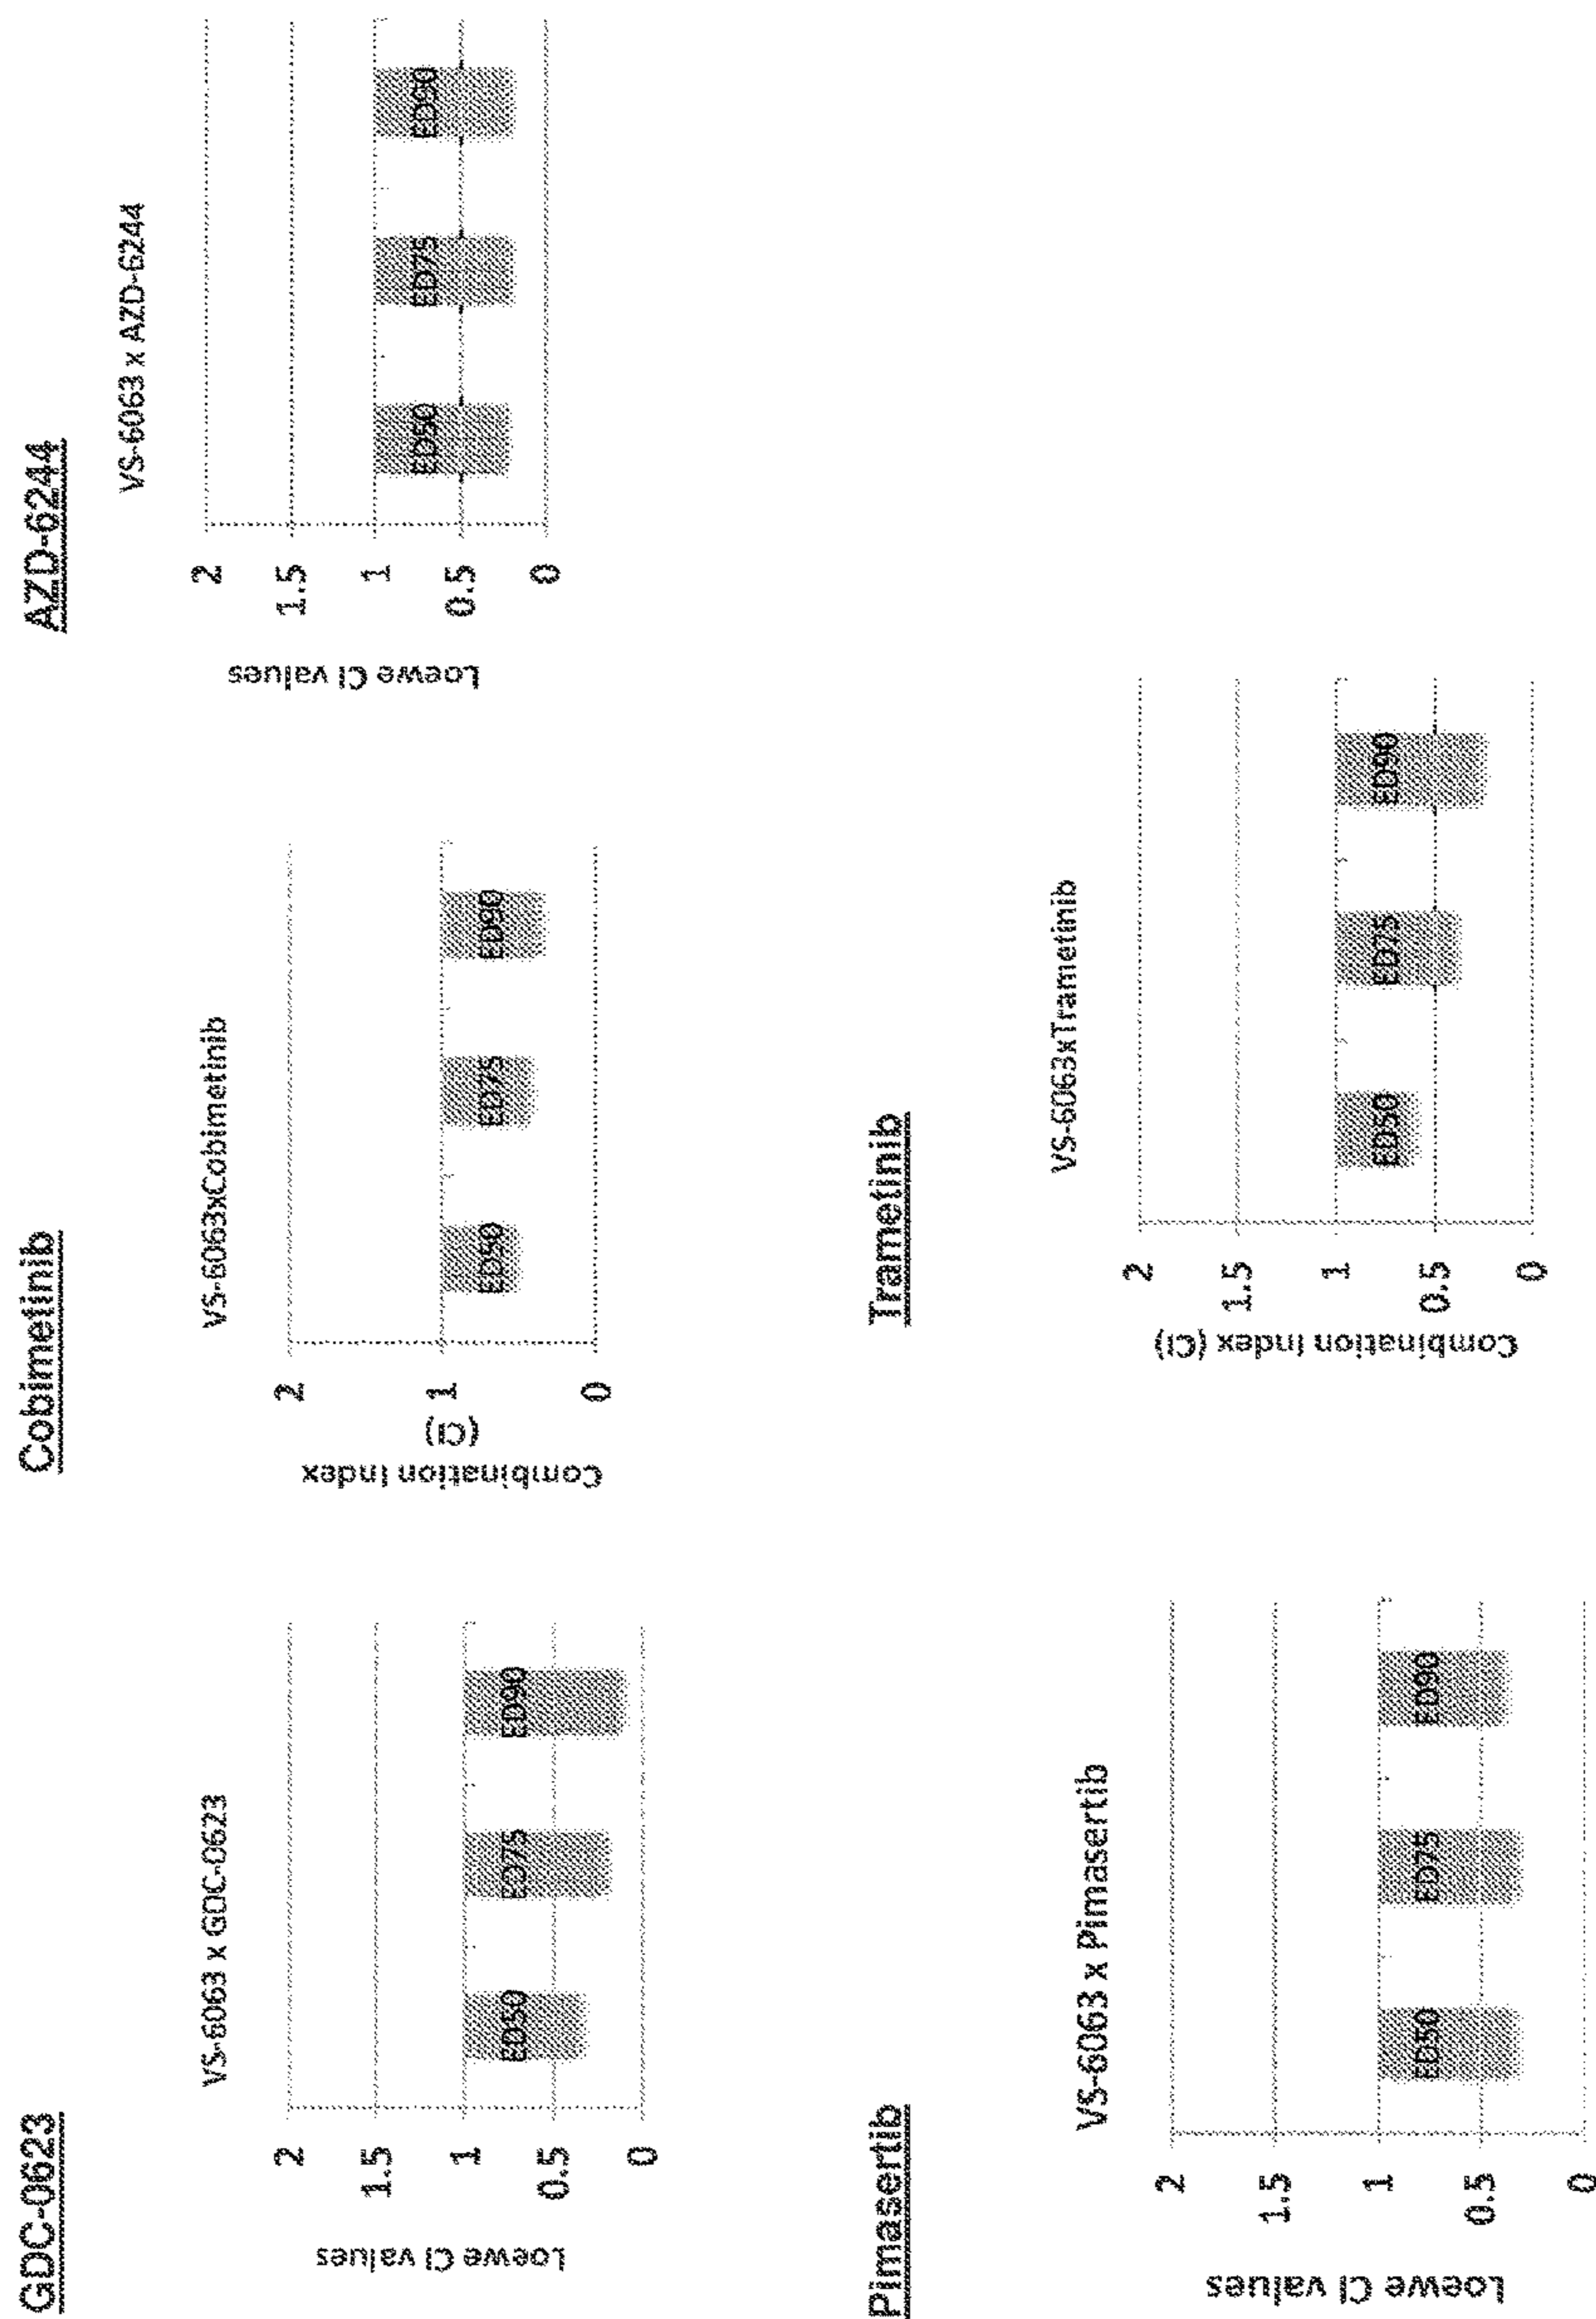 GDC-0623
VS-6063 x GDC-0623
Loewe CI values
2
1.5
1
0.5
0
ED50
ED75
ED90
Cobimetinib
VS-6063xCobimetinib
Combination Index
(CI)
2
1
0
ED50
ED75
ED90
AZD-6244
VS-6063 x AZD-6244
Loewe CI values
2
1.5
1
0.5
0
ED50
ED75
ED90
Pimasertib
VS-6063 x Pimasertib
Loewe CI values
2
1.5
1
0.5
0
ED50
ED75
ED90
Trametinib
VS-6063xTrametinib
Combination Index (CI)
2
1.5
1
0.5
0
ED50
ED75
ED90